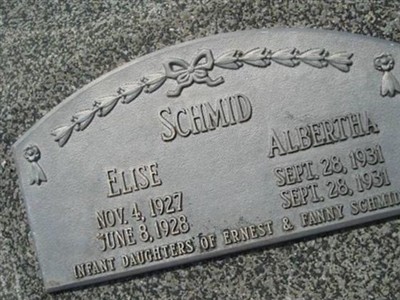 SCHMID
ELISE ALBERTHA
NOV. 4, 1927 SEPT. 28, 1931
JUNE 8, 1928 SEPT. 28, 1931
INFANT DAUGHTERS OF ERNEST & FANNY SCHMID